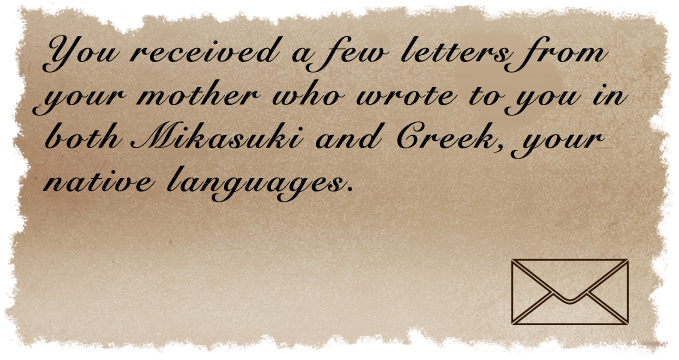 You received a few letters from
your mother who wrote to you in
both Mikasuki and Creek, your
native languages.